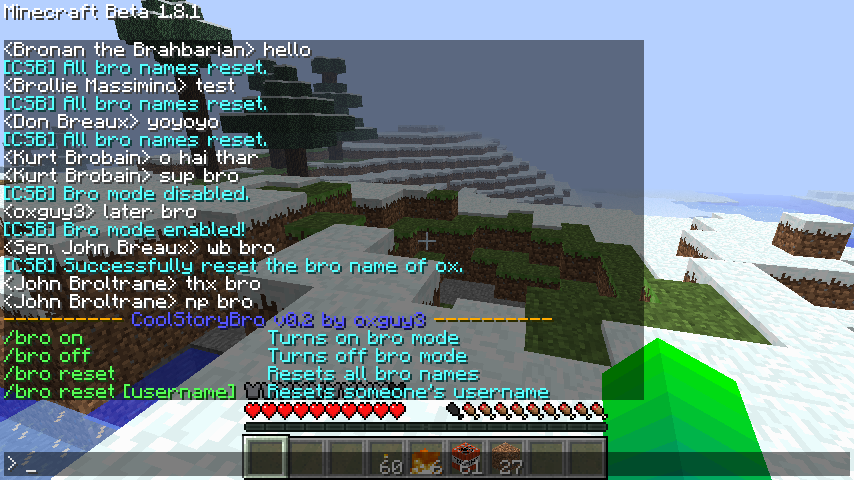 Minecraft Beta 1.8.1
<Bronan the Brahbarian> hello
[CSB] All bro names reset.
<Brollie Massimino> test
[CSB] All bro names reset.
<Don Breaux> yoyoyo
[CSB] All bro names reset.
<Kurt Brobain> o hai thar
<Kurt Brobain> sup bro
[CSB] Bro mode disabled.
<oxguy3> later bro
[CSB] Bro mode enabled!
<Sen. John Breaux> wb bro
[CSB] Successfully reset the bro name of ox.
<John Broltrane> thx bro
<John Broltrane> np bro
---------- CoolStoryBro v0.2 by oxguy3 ----------
/bro on Turns on bro mode
/bro off Turns off bro mode
/bro reset Resets all bro names
/bro reset [username] Resets someone's username
60 6 61 27
> _